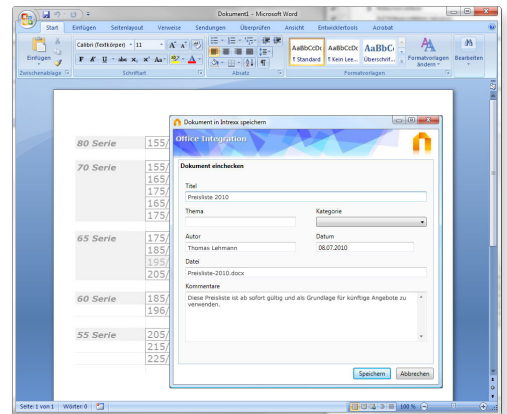 Dokument1 - Microsoft Word
Start Einfügen Seitenlayout Verweise Sendungen Überprüfen Ansicht Entwicklertools Acrobat
Calibri (Textkörper) 11
Einfügen
F K U abe x₂ x² Aa
AaBbCcDc AaBbCcDc AaBbC
¶ Standard ¶ Kein Lee... Überschrif...
Formatvorlagen ändern
Bearbeiten
Zwischenablage Schriftart Absatz Formatvorlagen
Dokument in Intrexx speichern
Office Integration
Dokument einchecken
Titel
Preisliste 2010
Thema Kategorie
Autor Datum
Thomas Lehmann 08.07.2010
Datei
Preisliste-2010.docx
Kommentare
Diese Preisliste ist ab sofort gültig und als Grundlage für künftige Angebote zu
verwenden.
Speichern Abbrechen
80 Serie 155/
70 Serie 155/
165/
175/
165/
175/
65 Serie 175/
185/
195/
205/
60 Serie 185/
196/
55 Serie 205/
215/
225/
Seite: 1 von 1 Wörter: 0 100 %